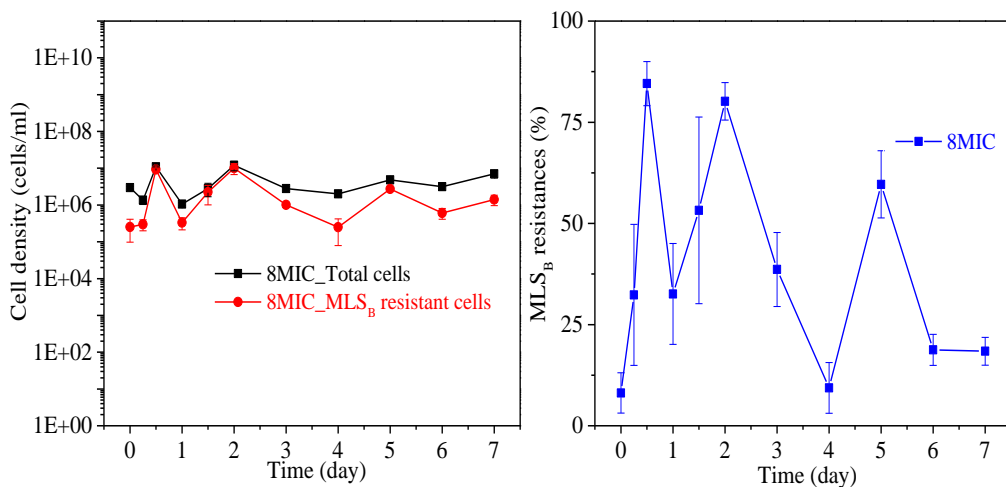 Cell density (cells/ml)
1E+10
1E+08
1E+06
1E+04
1E+02
1E+00
8MIC_Total cells
8MIC_MLS_B resistant cells
0 1 2 3 4 5 6 7
Time (day)
MLS_B resistances (%)
100
75
50
25
0
8MIC
0 1 2 3 4 5 6 7
Time (day)